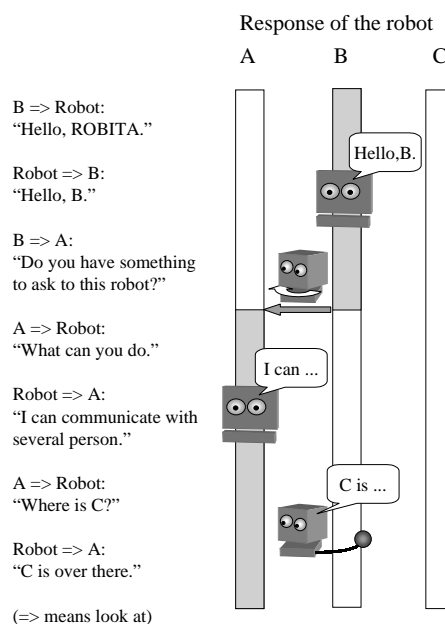 Response of the robot
A B C
B => Robot:
“Hello, ROBITA.”
Hello,B.
Robot => B:
“Hello, B.”
B => A:
“Do you have something
to ask to this robot?”
A => Robot:
“What can you do.”
I can ...
Robot => A:
“I can communicate with
several person.”
A => Robot:
“Where is C?”
C is ...
Robot => A:
“C is over there.”
(=> means look at)